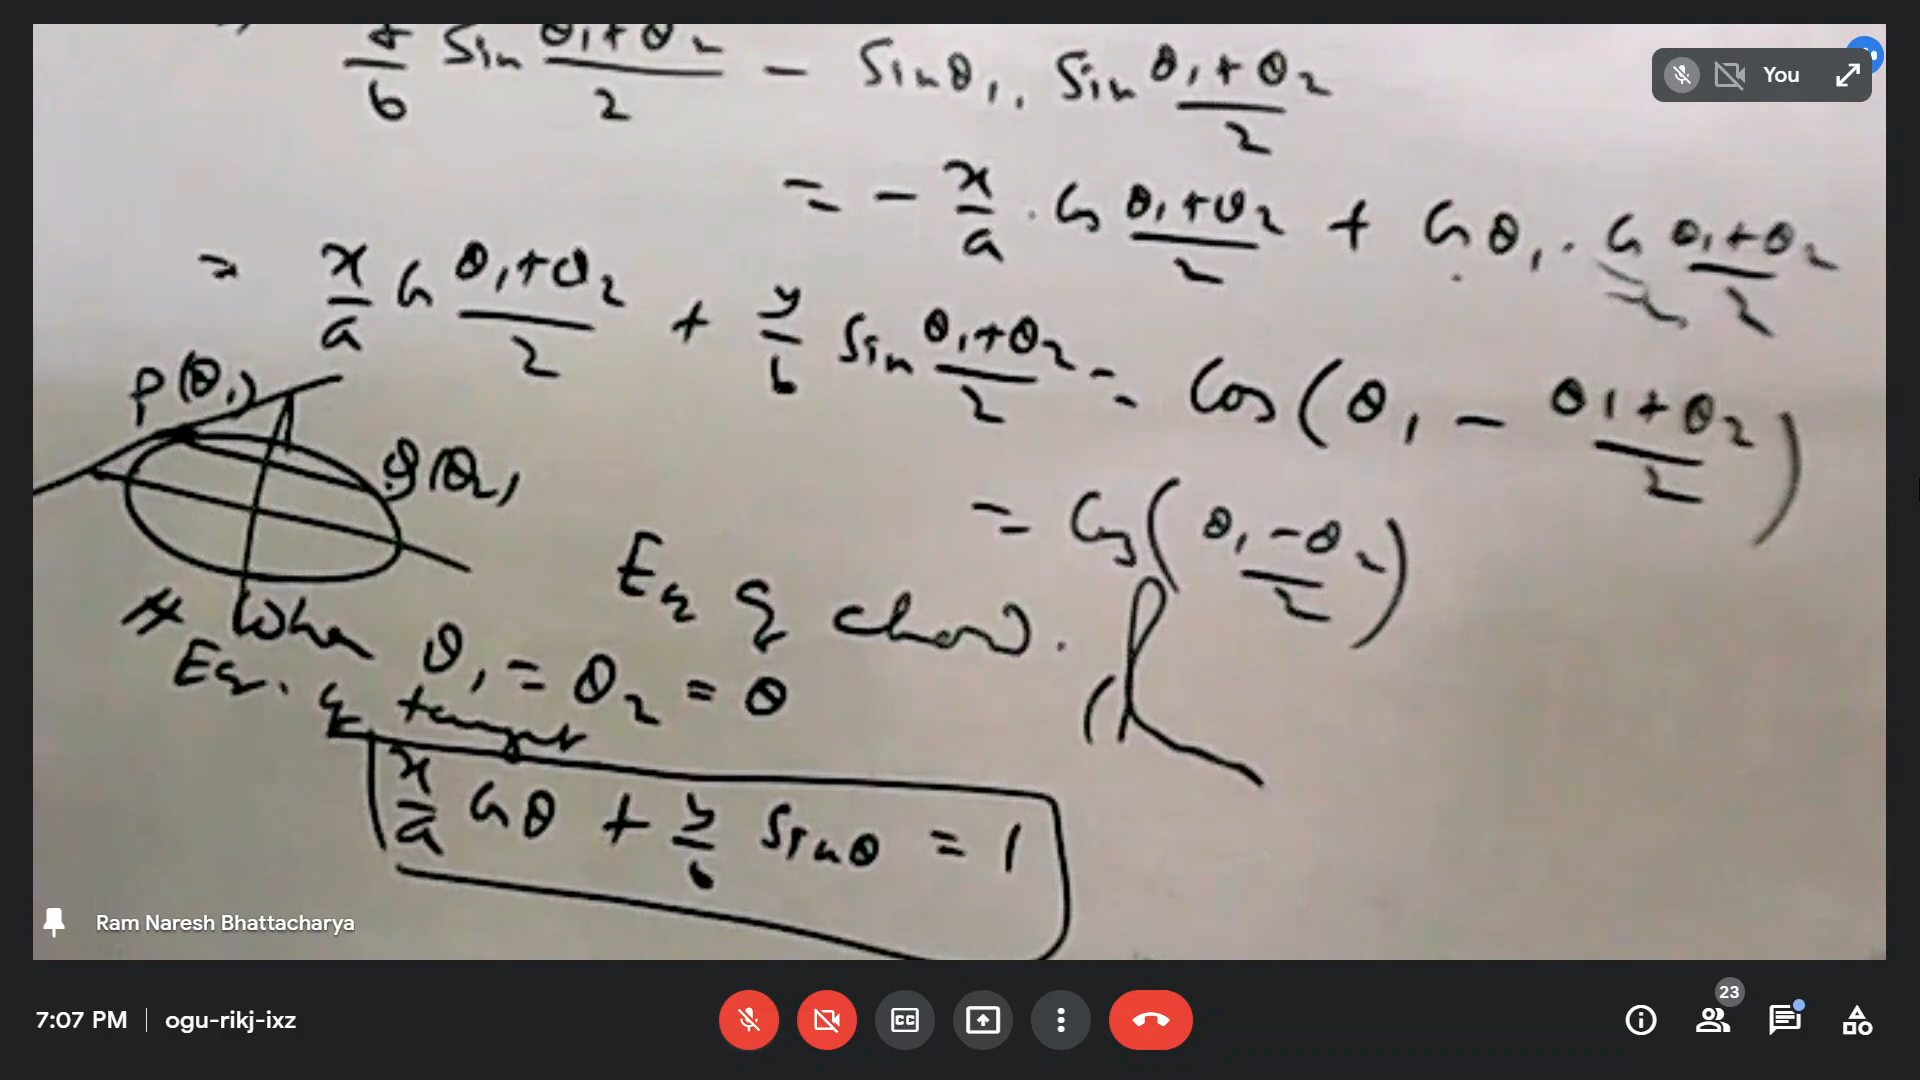 y/b Sin (θ₁+θ₂)/2 − Sinθ₁. Sin (θ₁+θ₂)/2
= − x/a . Cos (θ₁+θ₂)/2 + Cos θ₁ . Cos (θ₁+θ₂)/2
⇒ x/a Cos (θ₁+θ₂)/2 + y/b Sin (θ₁+θ₂)/2 = Cos(θ₁ − (θ₁+θ₂)/2)
= Cos((θ₁−θ₂)/2)
P(θ₁)
Q(θ₂)
Eq of chord.
# When θ₁ = θ₂ = θ
Eq. of tangent
x/a Cosθ + y/b Sinθ = 1
You
Ram Naresh Bhattacharya
7:07 PM | ogu-rikj-ixz
CC
23